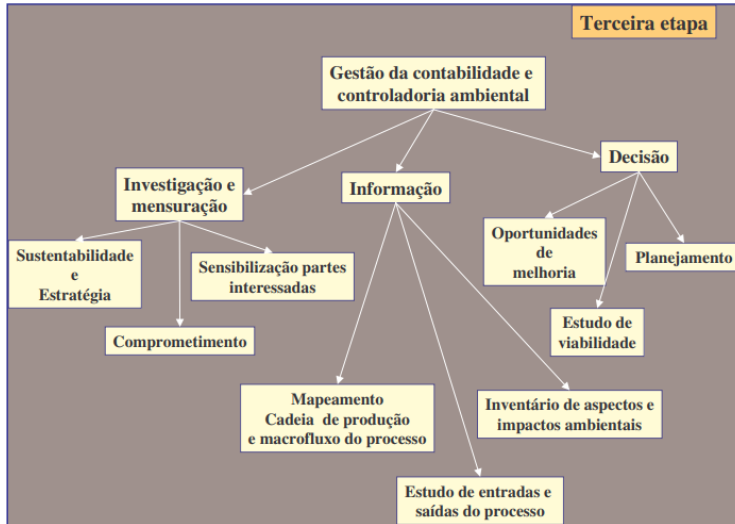 Terceira etapa
Gestão da contabilidade e
controladoria ambiental
Investigação e
mensuração
Informação
Decisão
Sustentabilidade
e
Estratégia
Sensibilização partes
interessadas
Comprometimento
Oportunidades
de
melhoria
Planejamento
Estudo de
viabilidade
Mapeamento
Cadeia de produção
e macrofluxo do processo
Inventário de aspectos e
impactos ambientais
Estudo de entradas e
saídas do processo